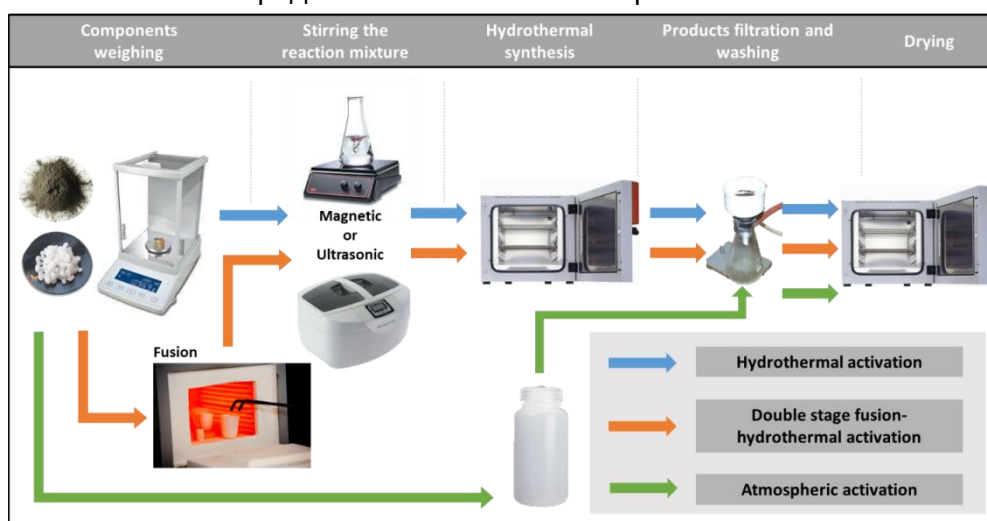 Components
weighing
Stirring the
reaction mixture
Hydrothermal
synthesis
Products filtration and
washing
Drying
Magnetic
or
Ultrasonic
Fusion
Hydrothermal activation
Double stage fusion-
hydrothermal activation
Atmospheric activation